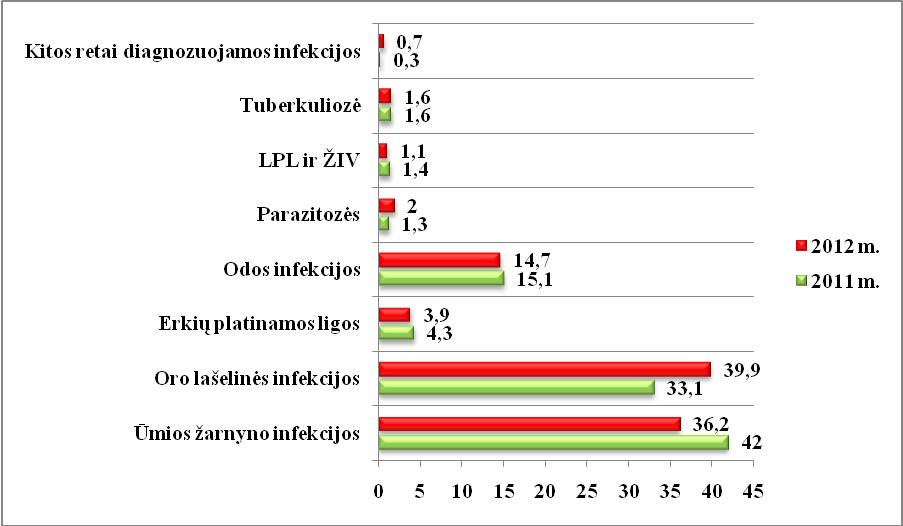 Kitos retai diagnozuojamos infekcijos
0,7
0,3
Tuberkuliozė
1,6
1,6
LPL ir ŽIV
1,1
1,4
Parazitozės
2
1,3
Odos infekcijos
14,7
15,1
Erkių platinamos ligos
3,9
4,3
Oro lašelinės infekcijos
39,9
33,1
Ūmios žarnyno infekcijos
36,2
42
0 5 10 15 20 25 30 35 40 45
2012 m.
2011 m.